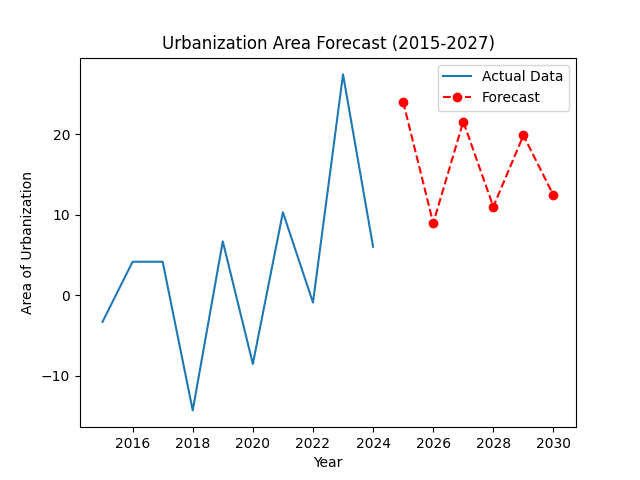 Urbanization Area Forecast (2015-2027)
Actual Data
Forecast
Area of Urbanization
20
10
0
−10
2016 2018 2020 2022 2024 2026 2028 2030
Year